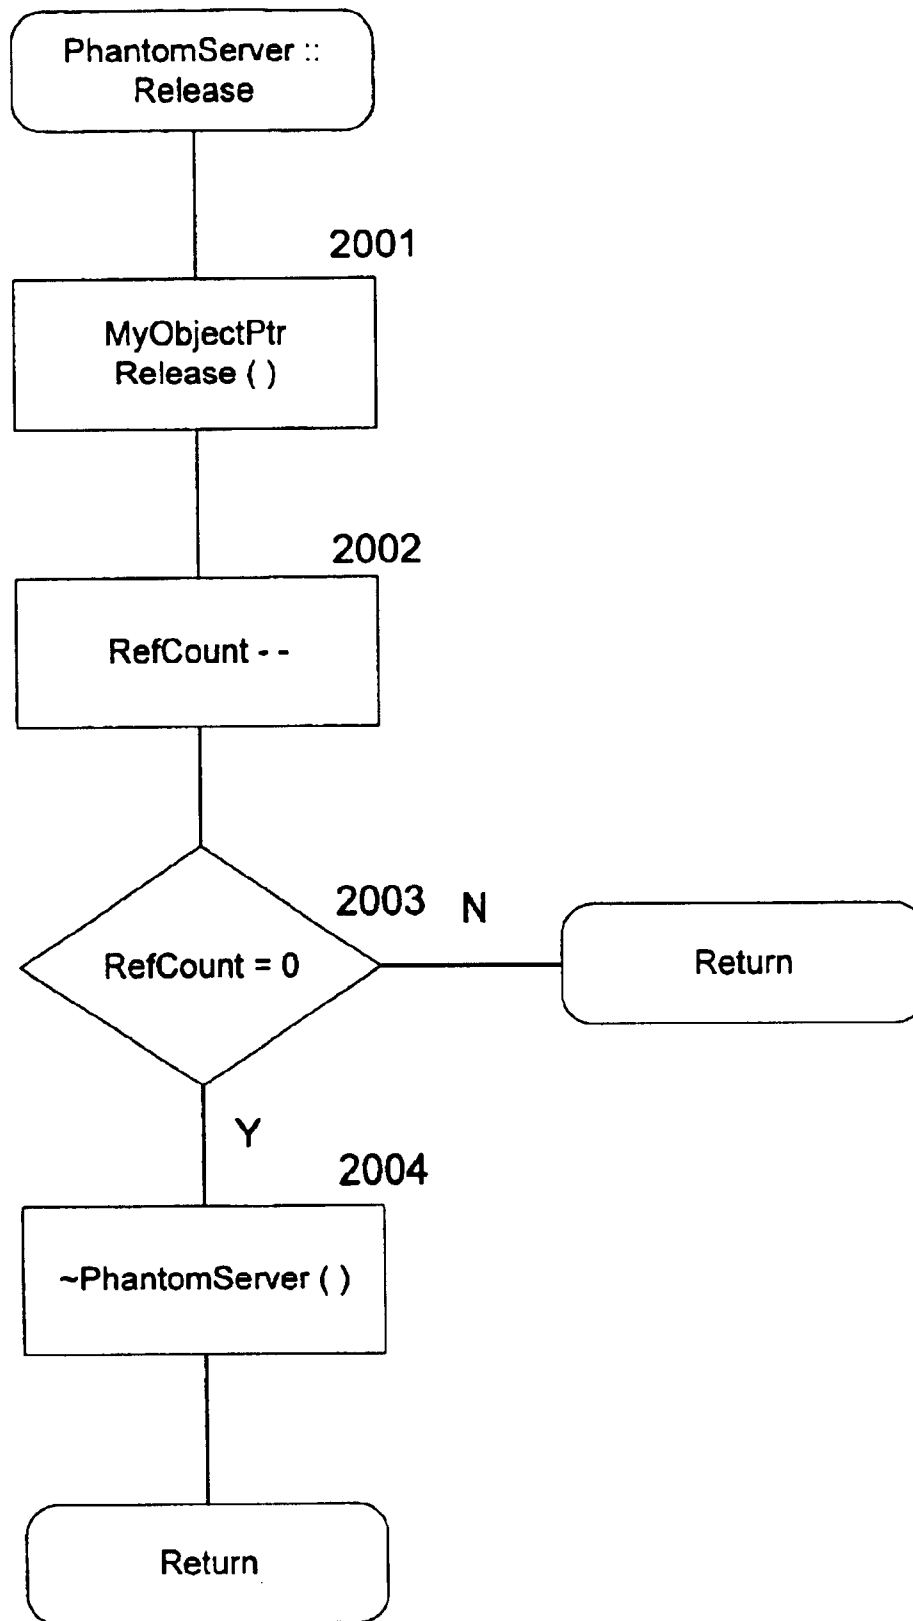 PhantomServer ::
Release
2001
MyObjectPtr
Release ( )
2002
RefCount - -
2003
N
RefCount = 0
Return
Y
2004
~PhantomServer ( )
Return